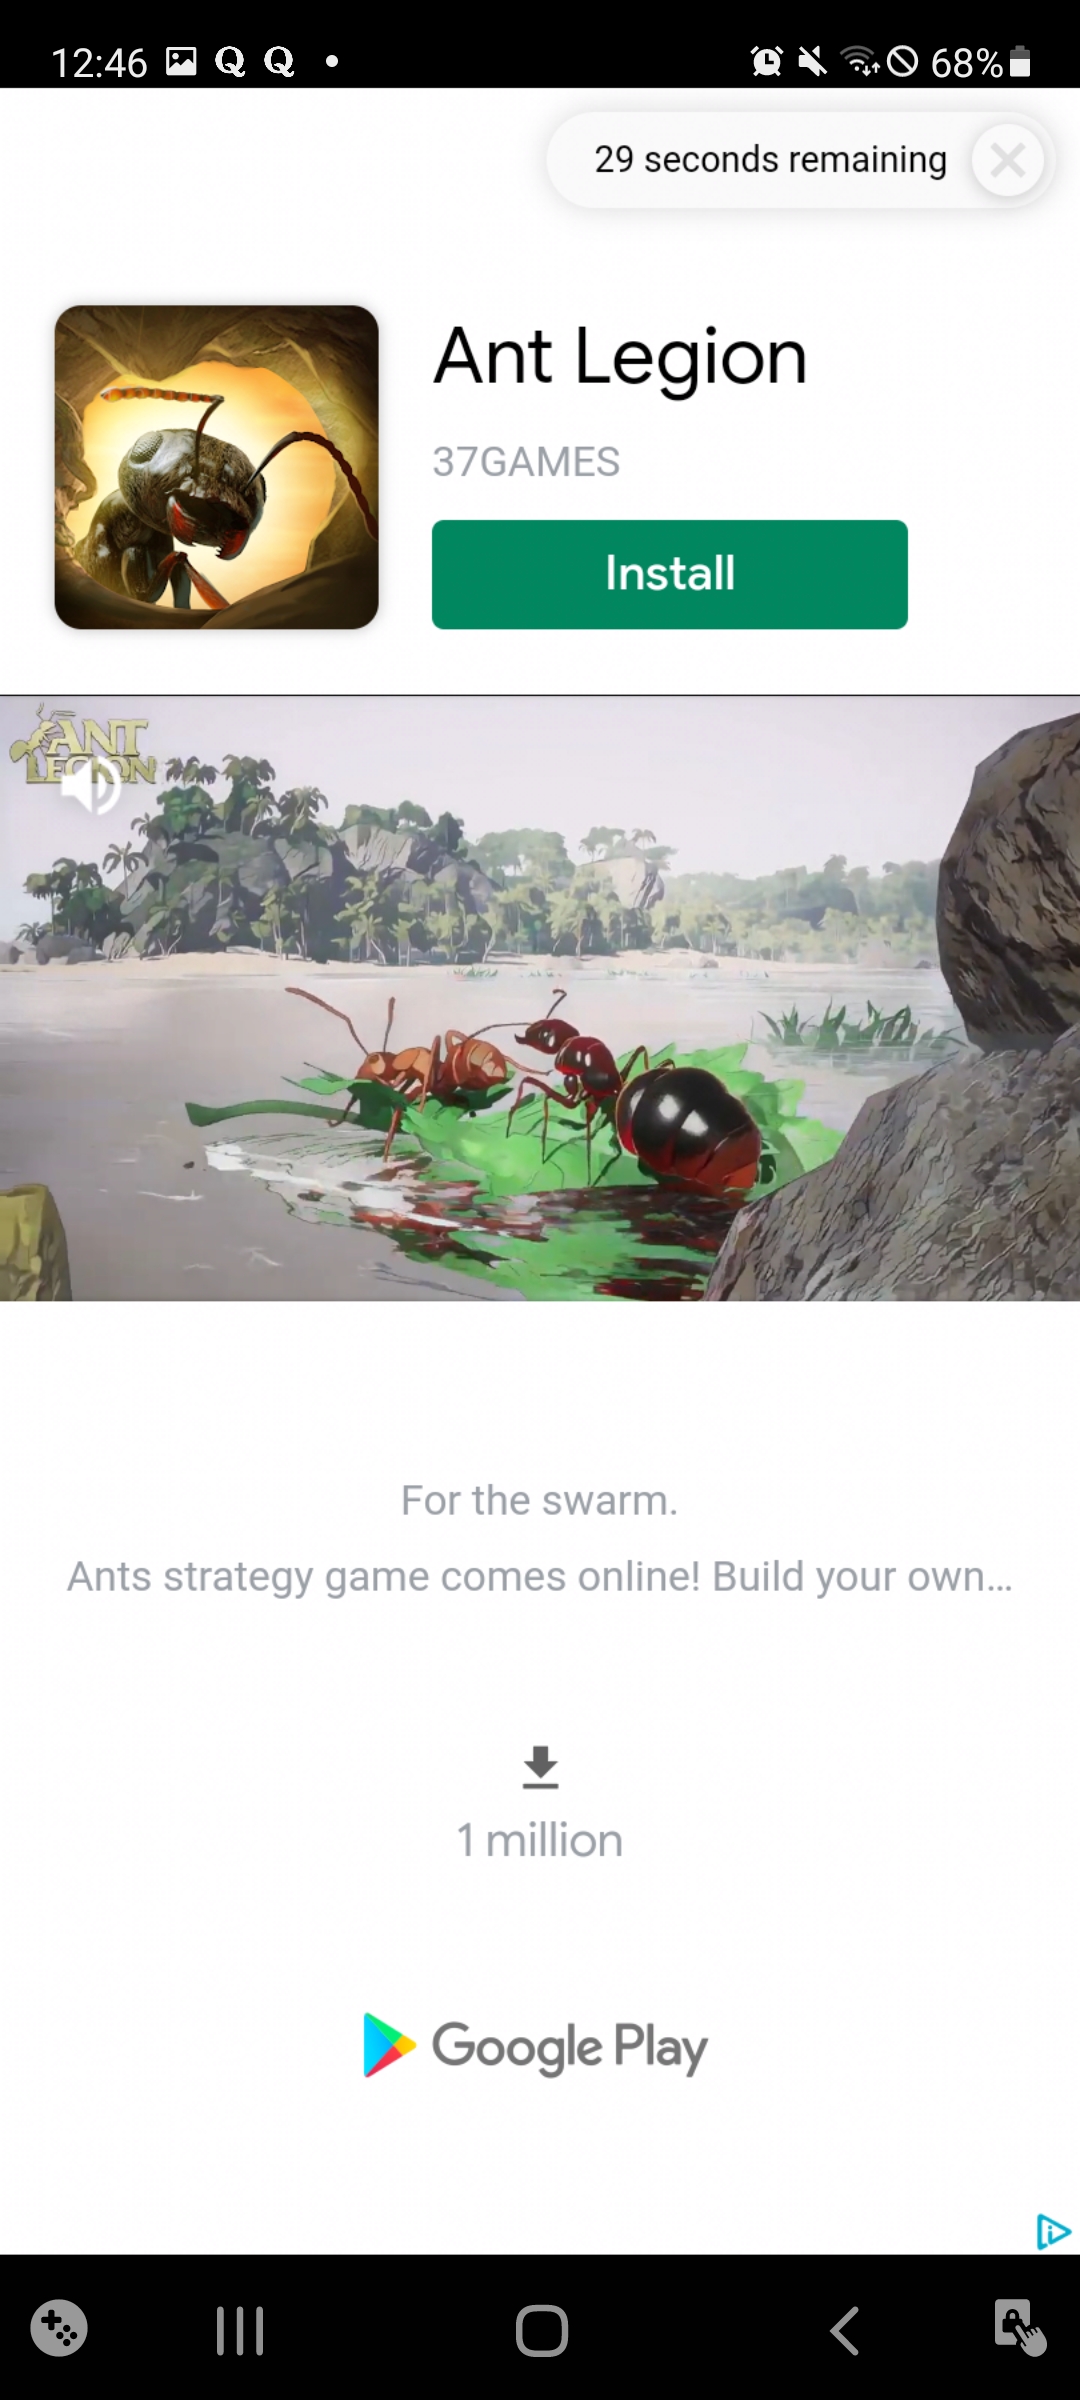 12:46 Q Q 68%
29 seconds remaining
Ant Legion
37GAMES
Install
ANT
LEGION
For the swarm.
Ants strategy game comes online! Build your own...
1 million
Google Play